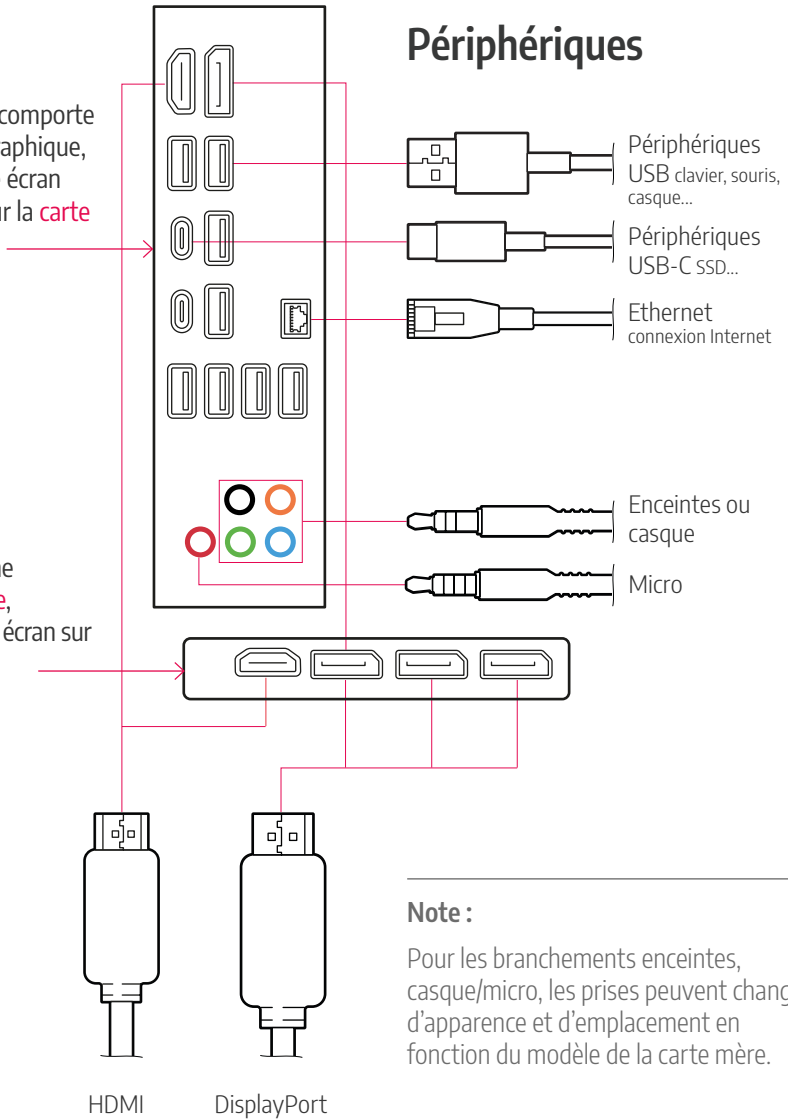 Périphériques
comporte
aphique,
écran
r la carte
Périphériques
USB clavier, souris,
casque...
Périphériques
USB-C SSD...
Ethernet
connexion Internet
Enceintes ou
casque
Micro
ne
e,
écran sur
HDMI
DisplayPort
Note :
Pour les branchements enceintes,
casque/micro, les prises peuvent chang
d’apparence et d’emplacement en
fonction du modèle de la carte mère.